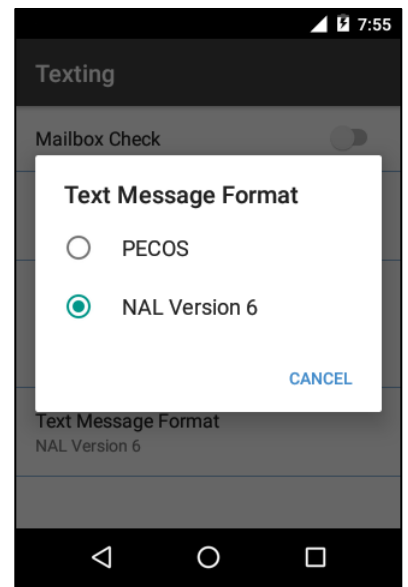 7:55
Texting
Mailbox Check
Text Message Format
PECOS
NAL Version 6
CANCEL
Text Message Format
NAL Version 6